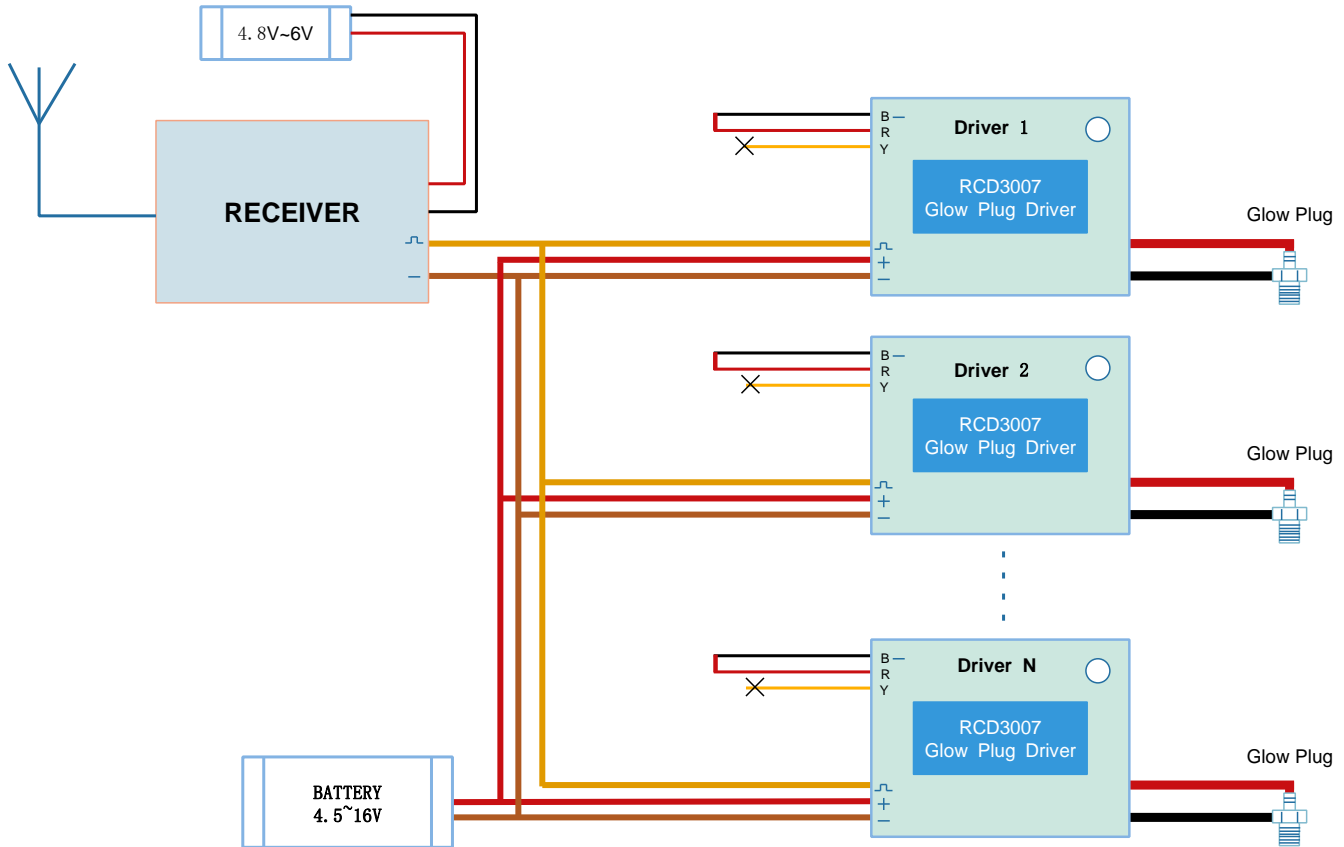 4.8V~6V
RECEIVER
−
B −
R
Y
Driver 1
RCD3007
Glow Plug Driver
+
−
Glow Plug
B −
R
Y
Driver 2
RCD3007
Glow Plug Driver
+
−
Glow Plug
B −
R
Y
Driver N
RCD3007
Glow Plug Driver
+
−
Glow Plug
BATTERY
4.5~16V